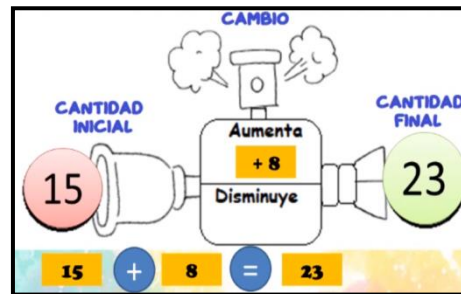 CAMBIO
CANTIDAD
INICIAL
CANTIDAD
FINAL
Aumenta
+ 8
15
23
Disminuye
15 + 8 = 23